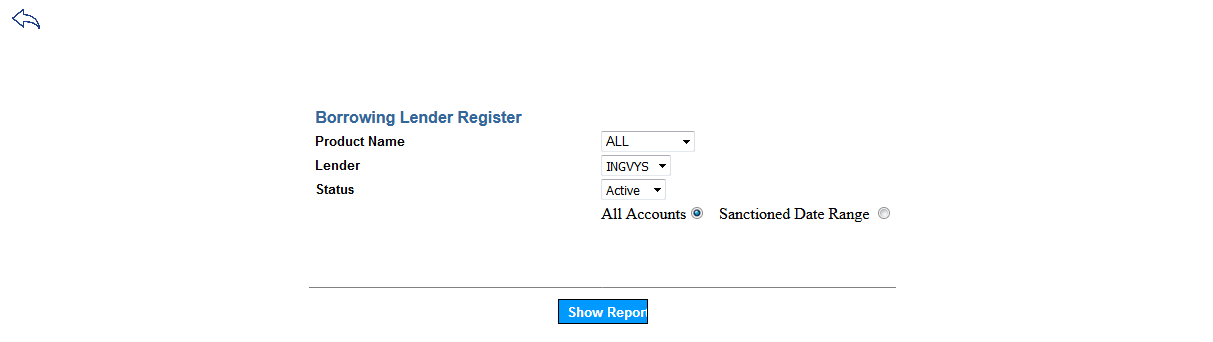 Borrowing Lender Register
Product Name ALL
Lender INGVYS
Status Active
All Accounts Sanctioned Date Range
Show Repor